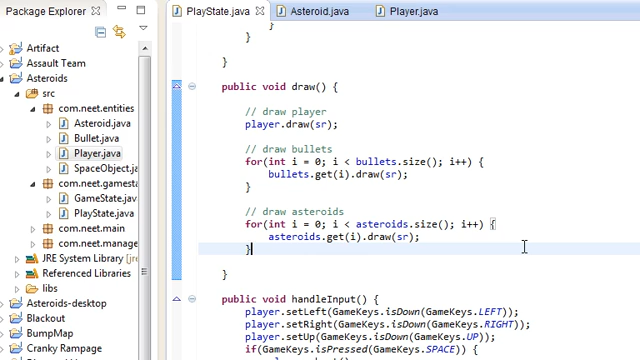 Package Explorer
Artifact
Assault Team
Asteroids
src
com.neet.entities
Asteroid.java
Bullet.java
Player.java
SpaceObject.ja
com.neet.gamesta
GameState.java
PlayState.java
com.neet.main
com.neet.manage
JRE System Library [
Referenced Libraries
libs
Asteroids-desktop
Blackout
BumpMap
Cranky Rampage
PlayState.java
Asteroid.java
Player.java
}
}
}
public void draw() {
// draw player
player.draw(sr);
// draw bullets
for(int i = 0; i < bullets.size(); i++) {
bullets.get(i).draw(sr);
}
// draw asteroids
for(int i = 0; i < asteroids.size(); i++) {
asteroids.get(i).draw(sr);
}
}
public void handleInput() {
player.setLeft(GameKeys.isDown(GameKeys.LEFT));
player.setRight(GameKeys.isDown(GameKeys.RIGHT));
player.setUp(GameKeys.isDown(GameKeys.UP));
if(GameKeys.isPressed(GameKeys.SPACE)) {